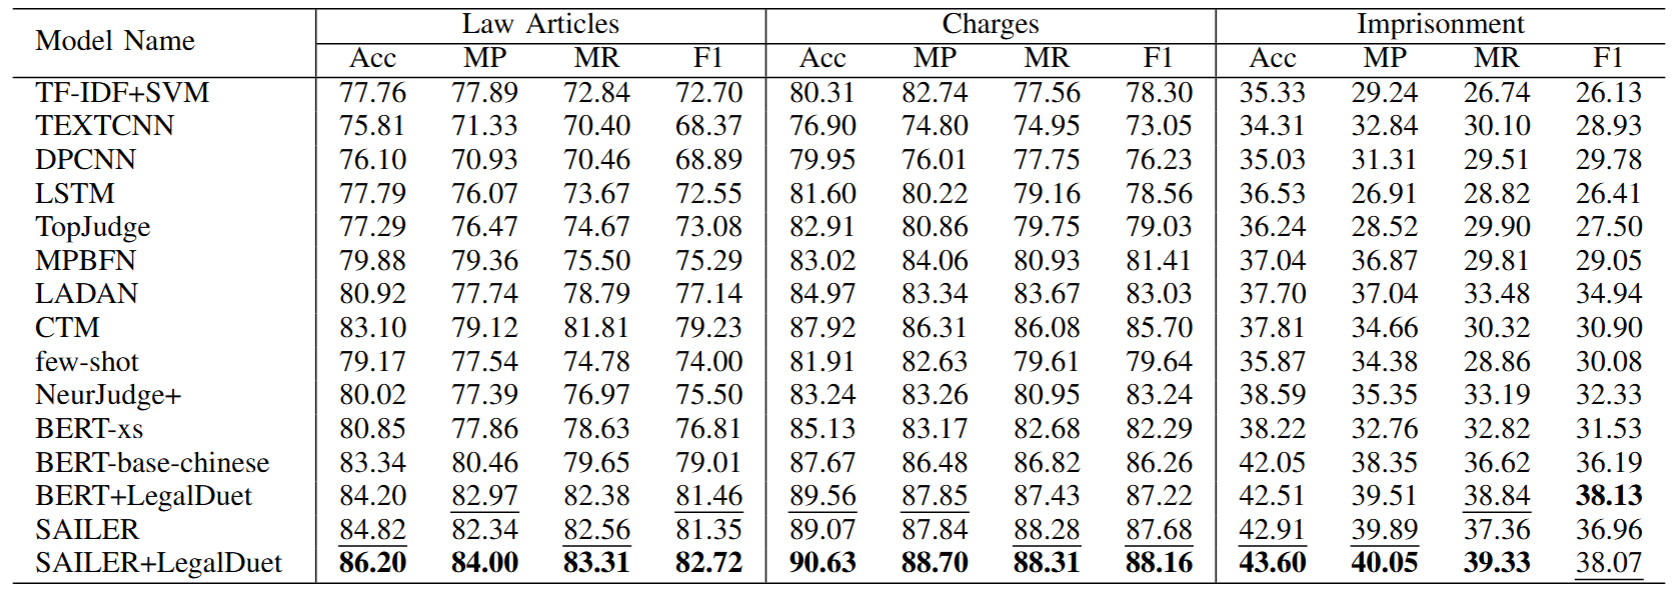 Model Name Law Articles Charges Imprisonment
Acc MP MR F1 Acc MP MR F1 Acc MP MR F1
TF-IDF+SVM 77.76 77.89 72.84 72.70 80.31 82.74 77.56 78.30 35.33 29.24 26.74 26.13
TEXTCNN 75.81 71.33 70.40 68.37 76.90 74.80 74.95 73.05 34.31 32.84 30.10 28.93
DPCNN 76.10 70.93 70.46 68.89 79.95 76.01 77.75 76.23 35.03 31.31 29.51 29.78
LSTM 77.79 76.07 73.67 72.55 81.60 80.22 79.16 78.56 36.53 26.91 28.82 26.41
TopJudge 77.29 76.47 74.67 73.08 82.91 80.86 79.75 79.03 36.24 28.52 29.90 27.50
MPBFN 79.88 79.36 75.50 75.29 83.02 84.06 80.93 81.41 37.04 36.87 29.81 29.05
LADAN 80.92 77.74 78.79 77.14 84.97 83.34 83.67 83.03 37.70 37.04 33.48 34.94
CTM 83.10 79.12 81.81 79.23 87.92 86.31 86.08 85.70 37.81 34.66 30.32 30.90
few-shot 79.17 77.54 74.78 74.00 81.91 82.63 79.61 79.64 35.87 34.38 28.86 30.08
NeurJudge+ 80.02 77.39 76.97 75.50 83.24 83.26 80.95 83.24 38.59 35.35 33.19 32.33
BERT-xs 80.85 77.86 78.63 76.81 85.13 83.17 82.68 82.29 38.22 32.76 32.82 31.53
BERT-base-chinese 83.34 80.46 79.65 79.01 87.67 86.48 86.82 86.26 42.05 38.35 36.62 36.19
BERT+LegalDuet 84.20 82.97 82.38 81.46 89.56 87.85 87.43 87.22 42.51 39.51 38.84 38.13
SAILER 84.82 82.34 82.56 81.35 89.07 87.84 88.28 87.68 42.91 39.89 37.36 36.96
SAILER+LegalDuet 86.20 84.00 83.31 82.72 90.63 88.70 88.31 88.16 43.60 40.05 39.33 38.07